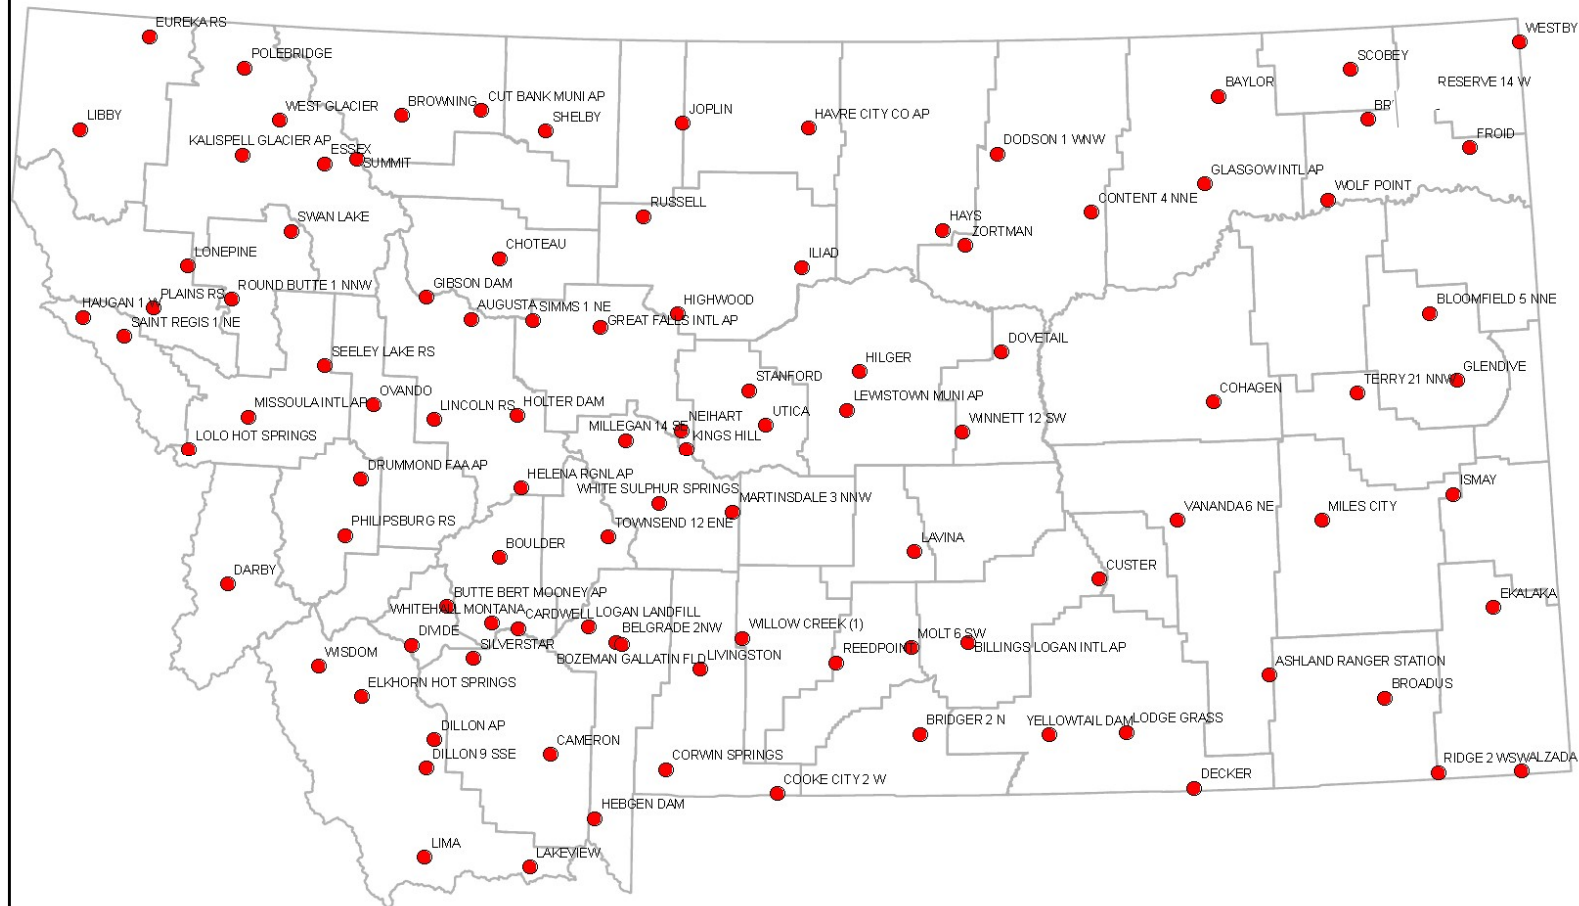 EUREKA RS
WESTBY
POLEBRIDGE
SCOBEY
BAYLOR
RESERVE 14 W
WEST GLACIER
BROWNING
CUT BANK MUNI AP
JOPLIN
LIBBY
SHELBY
HAVRE CITY CO AP
BR
KALISPELL GLACIER AP
ESSEX
SUMMIT
DODSON 1 WNW
FROID
GLASGOW INTL AP
WOLF POINT
RUSSELL
CONTENT 4 NNE
SWAN LAKE
HAYS
ZORTMAN
CHOTEAU
LONEPINE
ILIAD
ROUND BUTTE 1 NNW
GIBSON DAM
PLAINS RS
HAUGAN 1 W
AUGUSTA
SIMMS 1 NE
HIGHWOOD
BLOOMFIELD 5 NNE
SAINT REGIS 1 NE
GREAT FALLS INTL AP
DOVETAIL
SEELEY LAKE RS
HILGER
GLENDIVE
STANFORD
TERRY 21 NNW
OVANDO
LEWISTOWN MUNI AP
COHAGEN
MISSOULA INTL AP
LINCOLN RS
HOLTER DAM
NEIHART
UTICA
WINNETT 12 SW
MILLEGAN 14 SE
LOLO HOT SPRINGS
KINGS HILL
DRUMMOND FAA AP
HELENA RGNL AP
ISMAY
WHITE SULPHUR SPRINGS
MARTINSDALE 3 NNW
VANANDA 6 NE
MILES CITY
PHILIPSBURG RS
TOWNSEND 12 ENE
BOULDER
LAVINA
DARBY
CUSTER
BUTTE BERT MOONEY AP
EKALAKA
WHITEHALL MONTANA
CARDWELL
LOGAN LANDFILL
WILLOW CREEK (1)
DIVIDE
BELGRADE 2NW
MOLT 6 SW
SILVERSTAR
REEDPOINT
BILLINGS LOGAN INTL AP
WISDOM
BOZEMAN GALLATIN FLD
LIVINGSTON
ASHLAND RANGER STATION
ELKHORN HOT SPRINGS
BROADUS
DILLON AP
BRIDGER 2 N
YELLOWTAIL DAM
LODGE GRASS
CAMERON
DILLON 9 SSE
CORWIN SPRINGS
RIDGE 2 WSW
ALZADA
COOKE CITY 2 W
DECKER
HEBGEN DAM
LIMA
LAKEVIEW